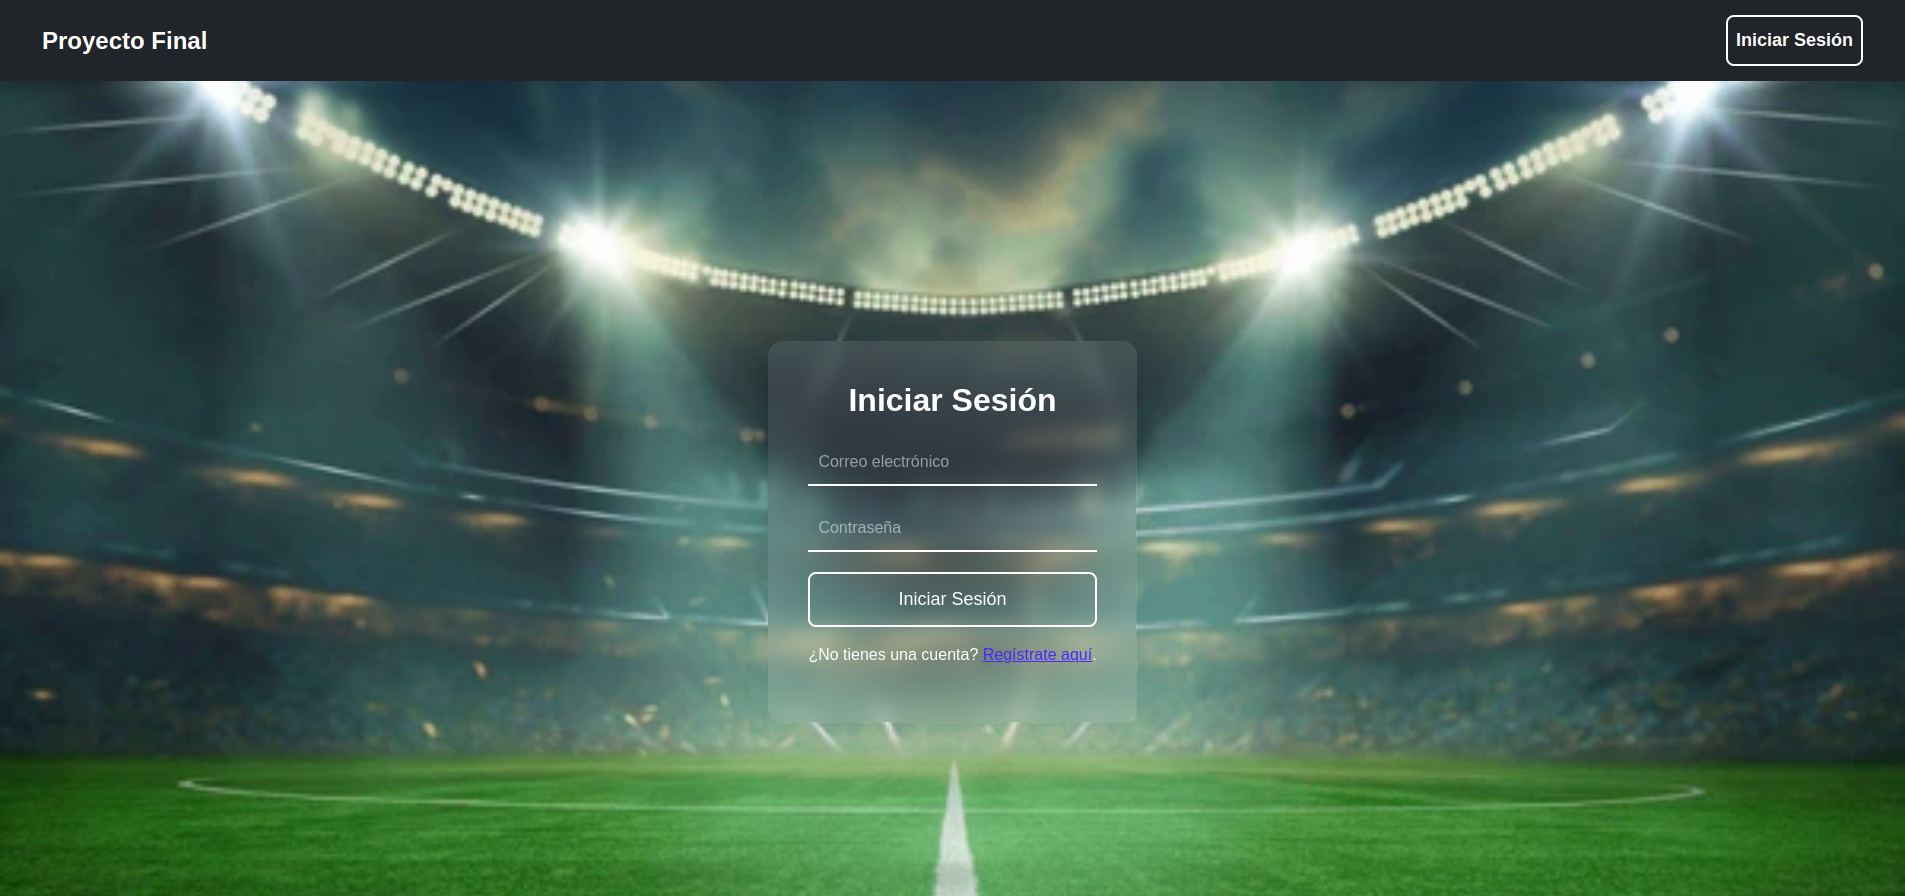 Proyecto Final
Iniciar Sesión
Iniciar Sesión
Correo electrónico
Contraseña
Iniciar Sesión
¿No tienes una cuenta? Regístrate aquí.